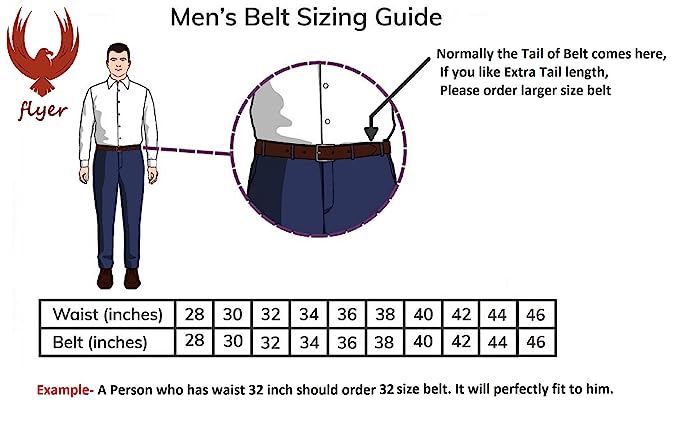 Men's Belt Sizing Guide
flyer
Normally the Tail of Belt comes here,
If you like Extra Tail length,
Please order larger size belt
Waist (inches) 28 30 32 34 36 38 40 42 44 46
Belt (inches) 28 30 32 34 36 38 40 42 44 46
Example- A Person who has waist 32 inch should order 32 size belt. It will perfectly fit to him.